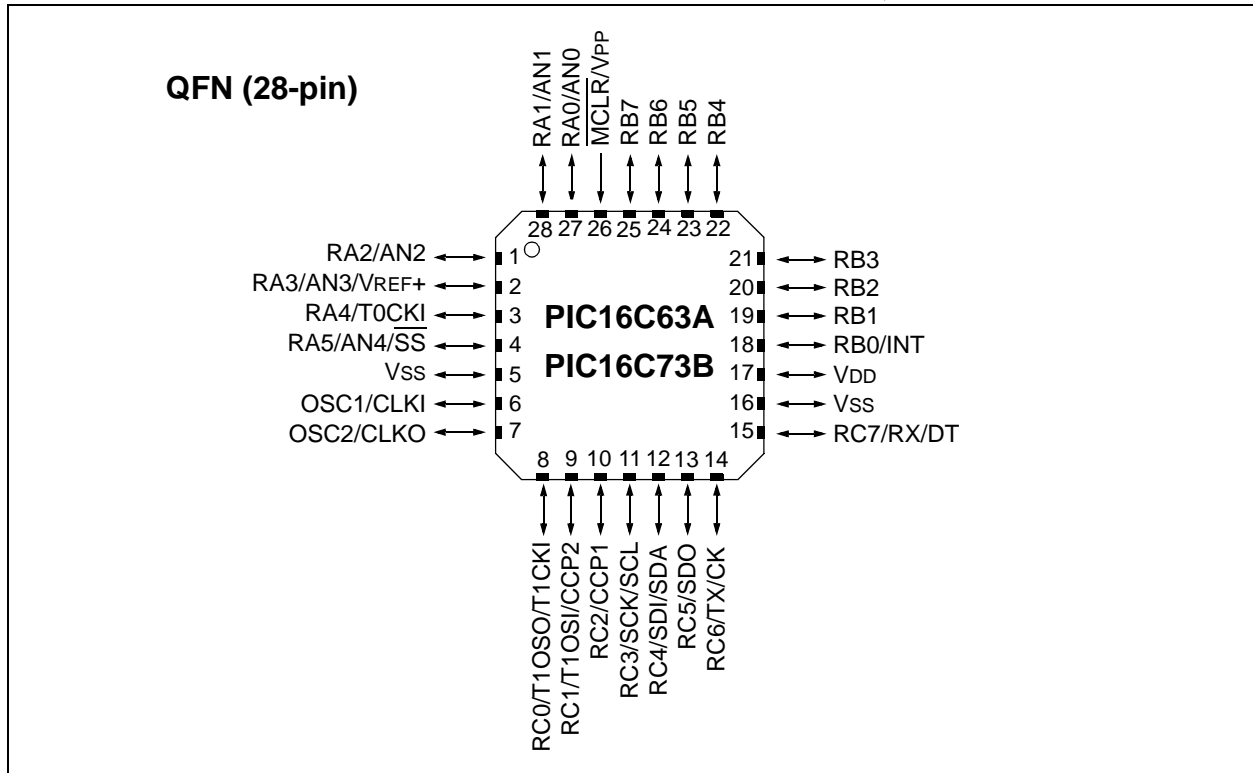 QFN (28-pin)
RA1/AN1
RA0/AN0
MCLR/VPP
RB7
RB6
RB5
RB4
28 27 26 25 24 23 22
RA2/AN2 1
RA3/AN3/VREF+ 2
RA4/T0CKI 3
RA5/AN4/SS 4
VSS 5
OSC1/CLKI 6
OSC2/CLKO 7
PIC16C63A
PIC16C73B
21 RB3
20 RB2
19 RB1
18 RB0/INT
17 VDD
16 VSS
15 RC7/RX/DT
8 9 10 11 12 13 14
RC0/T1OSO/T1CKI
RC1/T1OSI/CCP2
RC2/CCP1
RC3/SCK/SCL
RC4/SDI/SDA
RC5/SDO
RC6/TX/CK